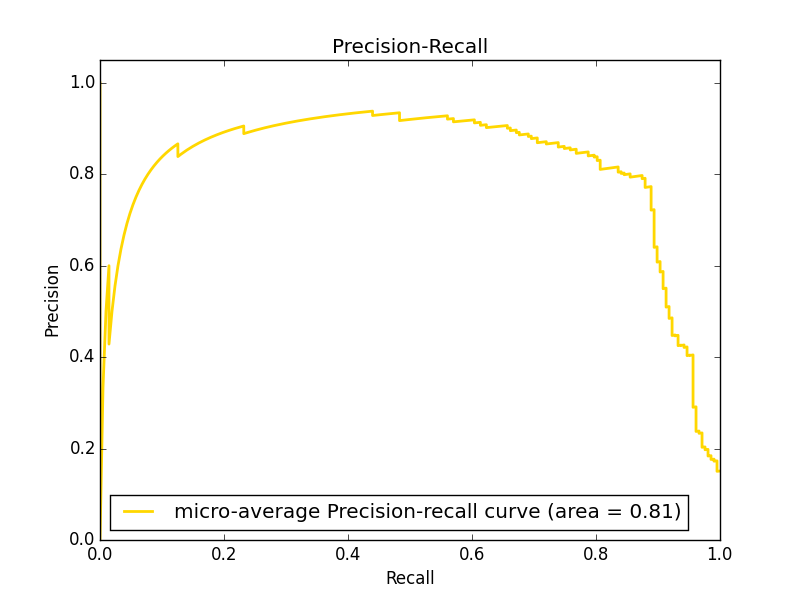 Precision-Recall
1.0
0.8
0.6
0.4
0.2
0.0
Precision
micro-average Precision-recall curve (area = 0.81)
0.0 0.2 0.4 0.6 0.8 1.0
Recall